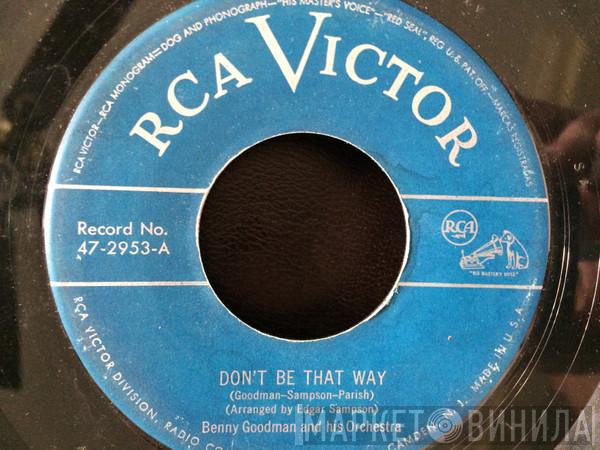 RCA VICTOR—RCA MONOGRAM—DOG AND PHONOGRAPH—"HIS MASTER'S VOICE"—"RED SEAL", REG. U.S. PAT. OFF.—MARCAS REGISTRADAS
RCA VICTOR
Record No.
47-2953-A
RCA
"HIS MASTER'S VOICE"
DON'T BE THAT WAY
(Goodman-Sampson-Parish)
(Arranged by Edgar Sampson)
Benny Goodman and his Orchestra
RCA VICTOR DIVISION, RADIO CO
CAMDEN
J. MADE IN U.S.A.
МАРКЕТ ВИНИЛА